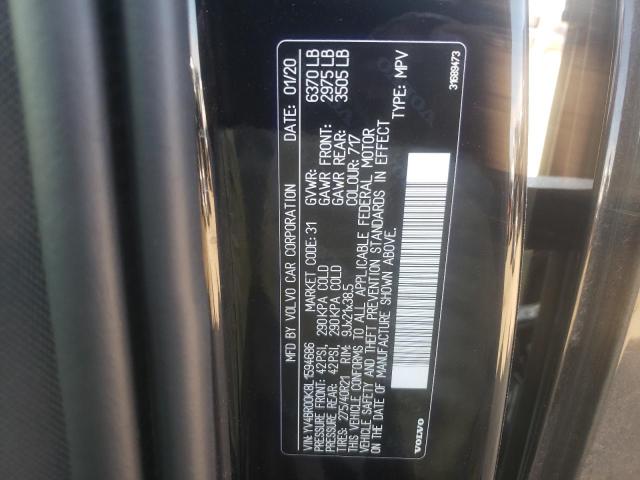 MFD BY VOLVO CAR CORPORATION DATE: 01/20
VIN: YV4BR0DK8L1594686 MARKET CODE: 31 GVWR: 6370 LB
PRESSURE FRONT: 42PSI, 290KPA COLD GAWR FRONT: 2975 LB
PRESSURE REAR: 42PSI, 290KPA COLD GAWR REAR: 3505 LB
TIRES: 275/40R21 RIM: 9Jx21x38.5 COLOUR: 717
THIS VEHICLE CONFORMS TO ALL APPLICABLE FEDERAL MOTOR
VEHICLE SAFETY AND THEFT PREVENTION STANDARDS IN EFFECT
ON THE DATE OF MANUFACTURE SHOWN ABOVE. TYPE: MPV
VOLVO 31689473